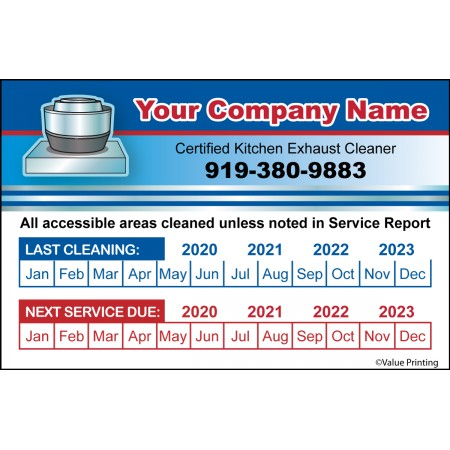 Your Company Name
Certified Kitchen Exhaust Cleaner
919-380-9883
All accessible areas cleaned unless noted in Service Report
LAST CLEANING: 2020 2021 2022 2023
Jan Feb Mar Apr May Jun Jul Aug Sep Oct Nov Dec
NEXT SERVICE DUE: 2020 2021 2022 2023
Jan Feb Mar Apr May Jun Jul Aug Sep Oct Nov Dec
©Value Printing